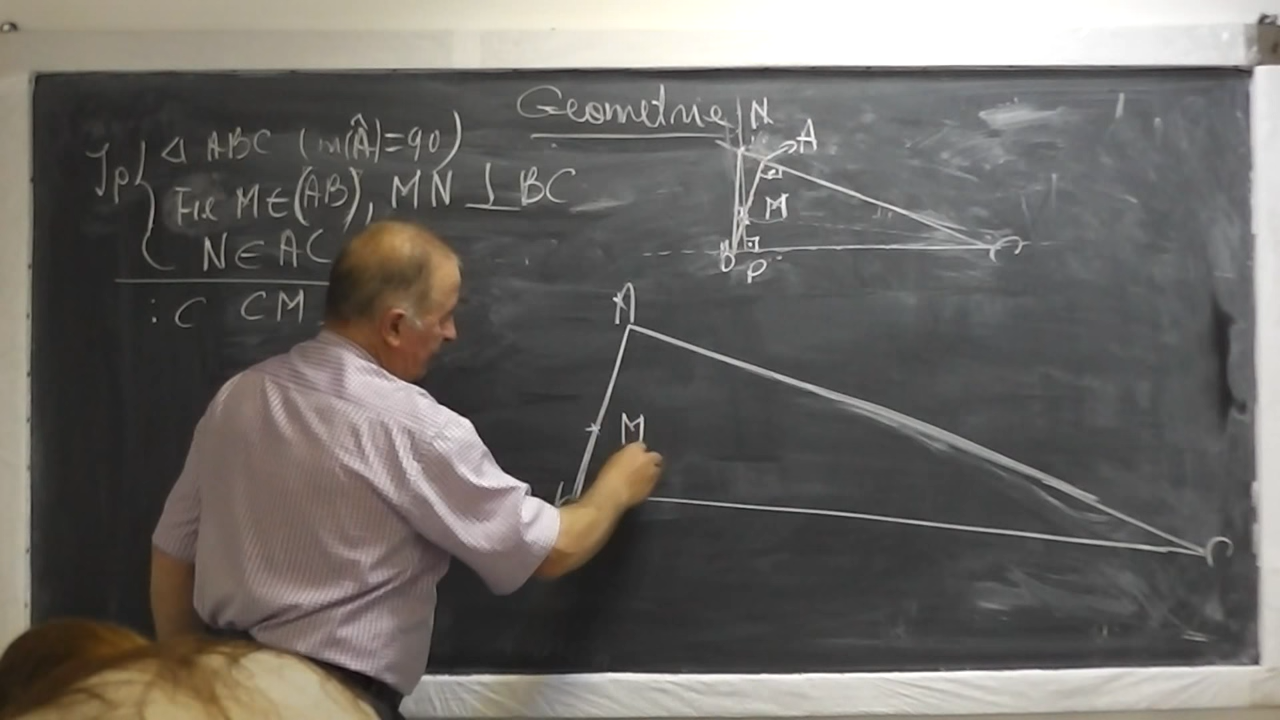 Geometrie
Ip { △ ABC (m(Â)=90)
Fie M∈(AB), MN ⊥ BC
N∈AC
:C CM
N
A
M
P
C
A
M
C